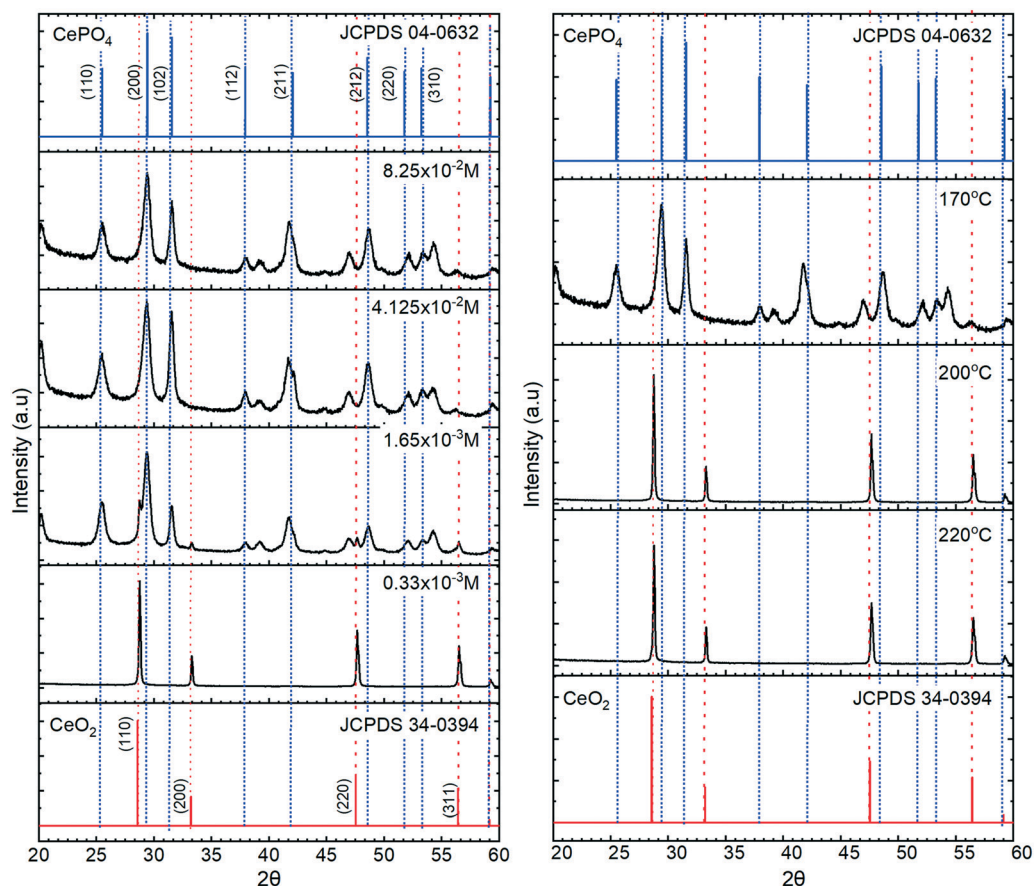 CePO₄ JCPDS 04-0632
(110) (200) (102) (112) (211) (212) (220) (310)
8.25x10⁻²M
4.125x10⁻²M
1.65x10⁻³M
0.33x10⁻³M
CeO₂ JCPDS 34-0394
(110) (200) (220) (311)
Intensity (a.u)
20 25 30 35 40 45 50 55 60
2θ
CePO₄ JCPDS 04-0632
170°C
200°C
220°C
CeO₂ JCPDS 34-0394
Intensity (a.u)
20 25 30 35 40 45 50 55 60
2θ